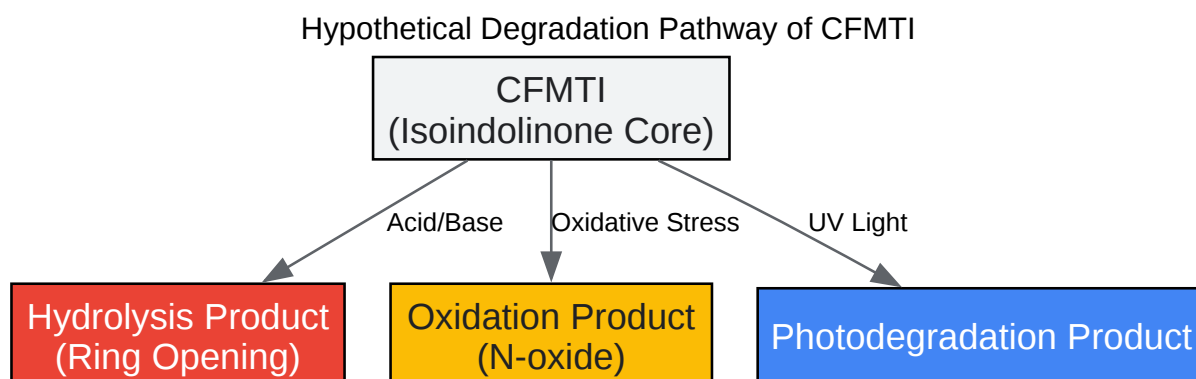 Hypothetical Degradation Pathway of CFMTI
CFMTI
(Isoindolinone Core)
Acid/Base
Oxidative Stress
UV Light
Hydrolysis Product
(Ring Opening)
Oxidation Product
(N-oxide)
Photodegradation Product